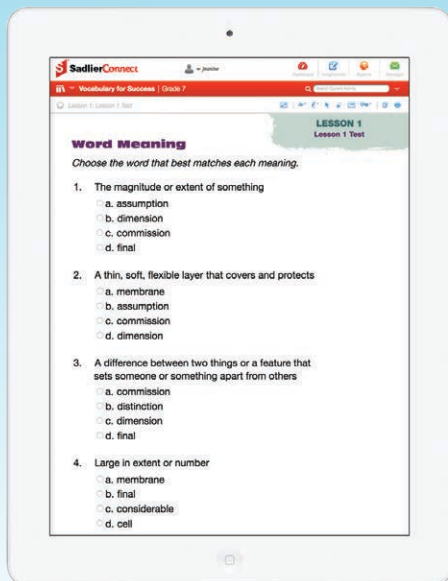 SadlierConnect
Jeanine
Vocabulary for Success | Grade 7
Lesson 1: Lesson 1 Test
LESSON 1
Lesson 1 Test
Word Meaning
Choose the word that best matches each meaning.
1. The magnitude or extent of something
a. assumption
b. dimension
c. commission
d. final
2. A thin, soft, flexible layer that covers and protects
a. membrane
b. assumption
c. commission
d. dimension
3. A difference between two things or a feature that
sets someone or something apart from others
a. commission
b. distinction
c. dimension
d. final
4. Large in extent or number
a. membrane
b. final
c. considerable
d. cell